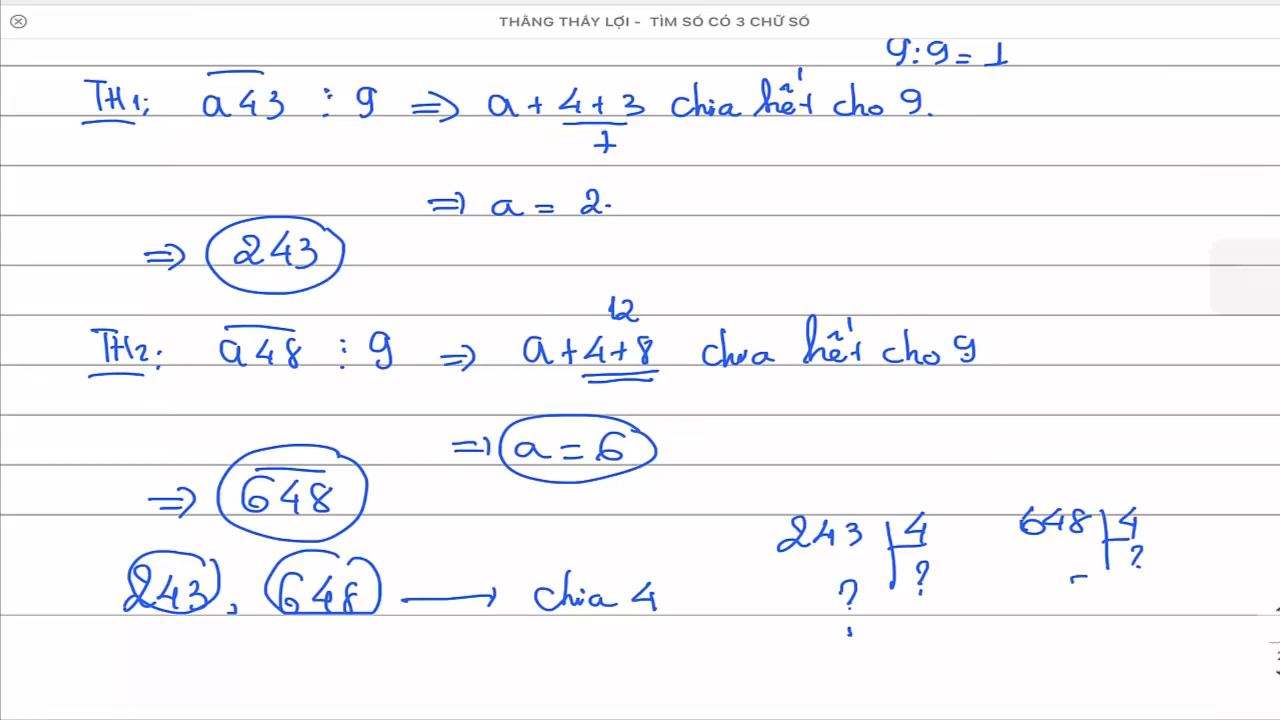 THẦNG THẦY LỢI - TÌM SỐ CÓ 3 CHỮ SỐ
9:9 = 1
TH1: a43 ⋮ 9 => a + 4 + 3 chia hết cho 9.
7
=> a = 2.
=> 243
12
TH2: a48 ⋮ 9 => a + 4 + 8 chia hết cho 9
=> a = 6
=> 648
243 | 4 648 | 4
? ? ?
243, 648 → chia 4